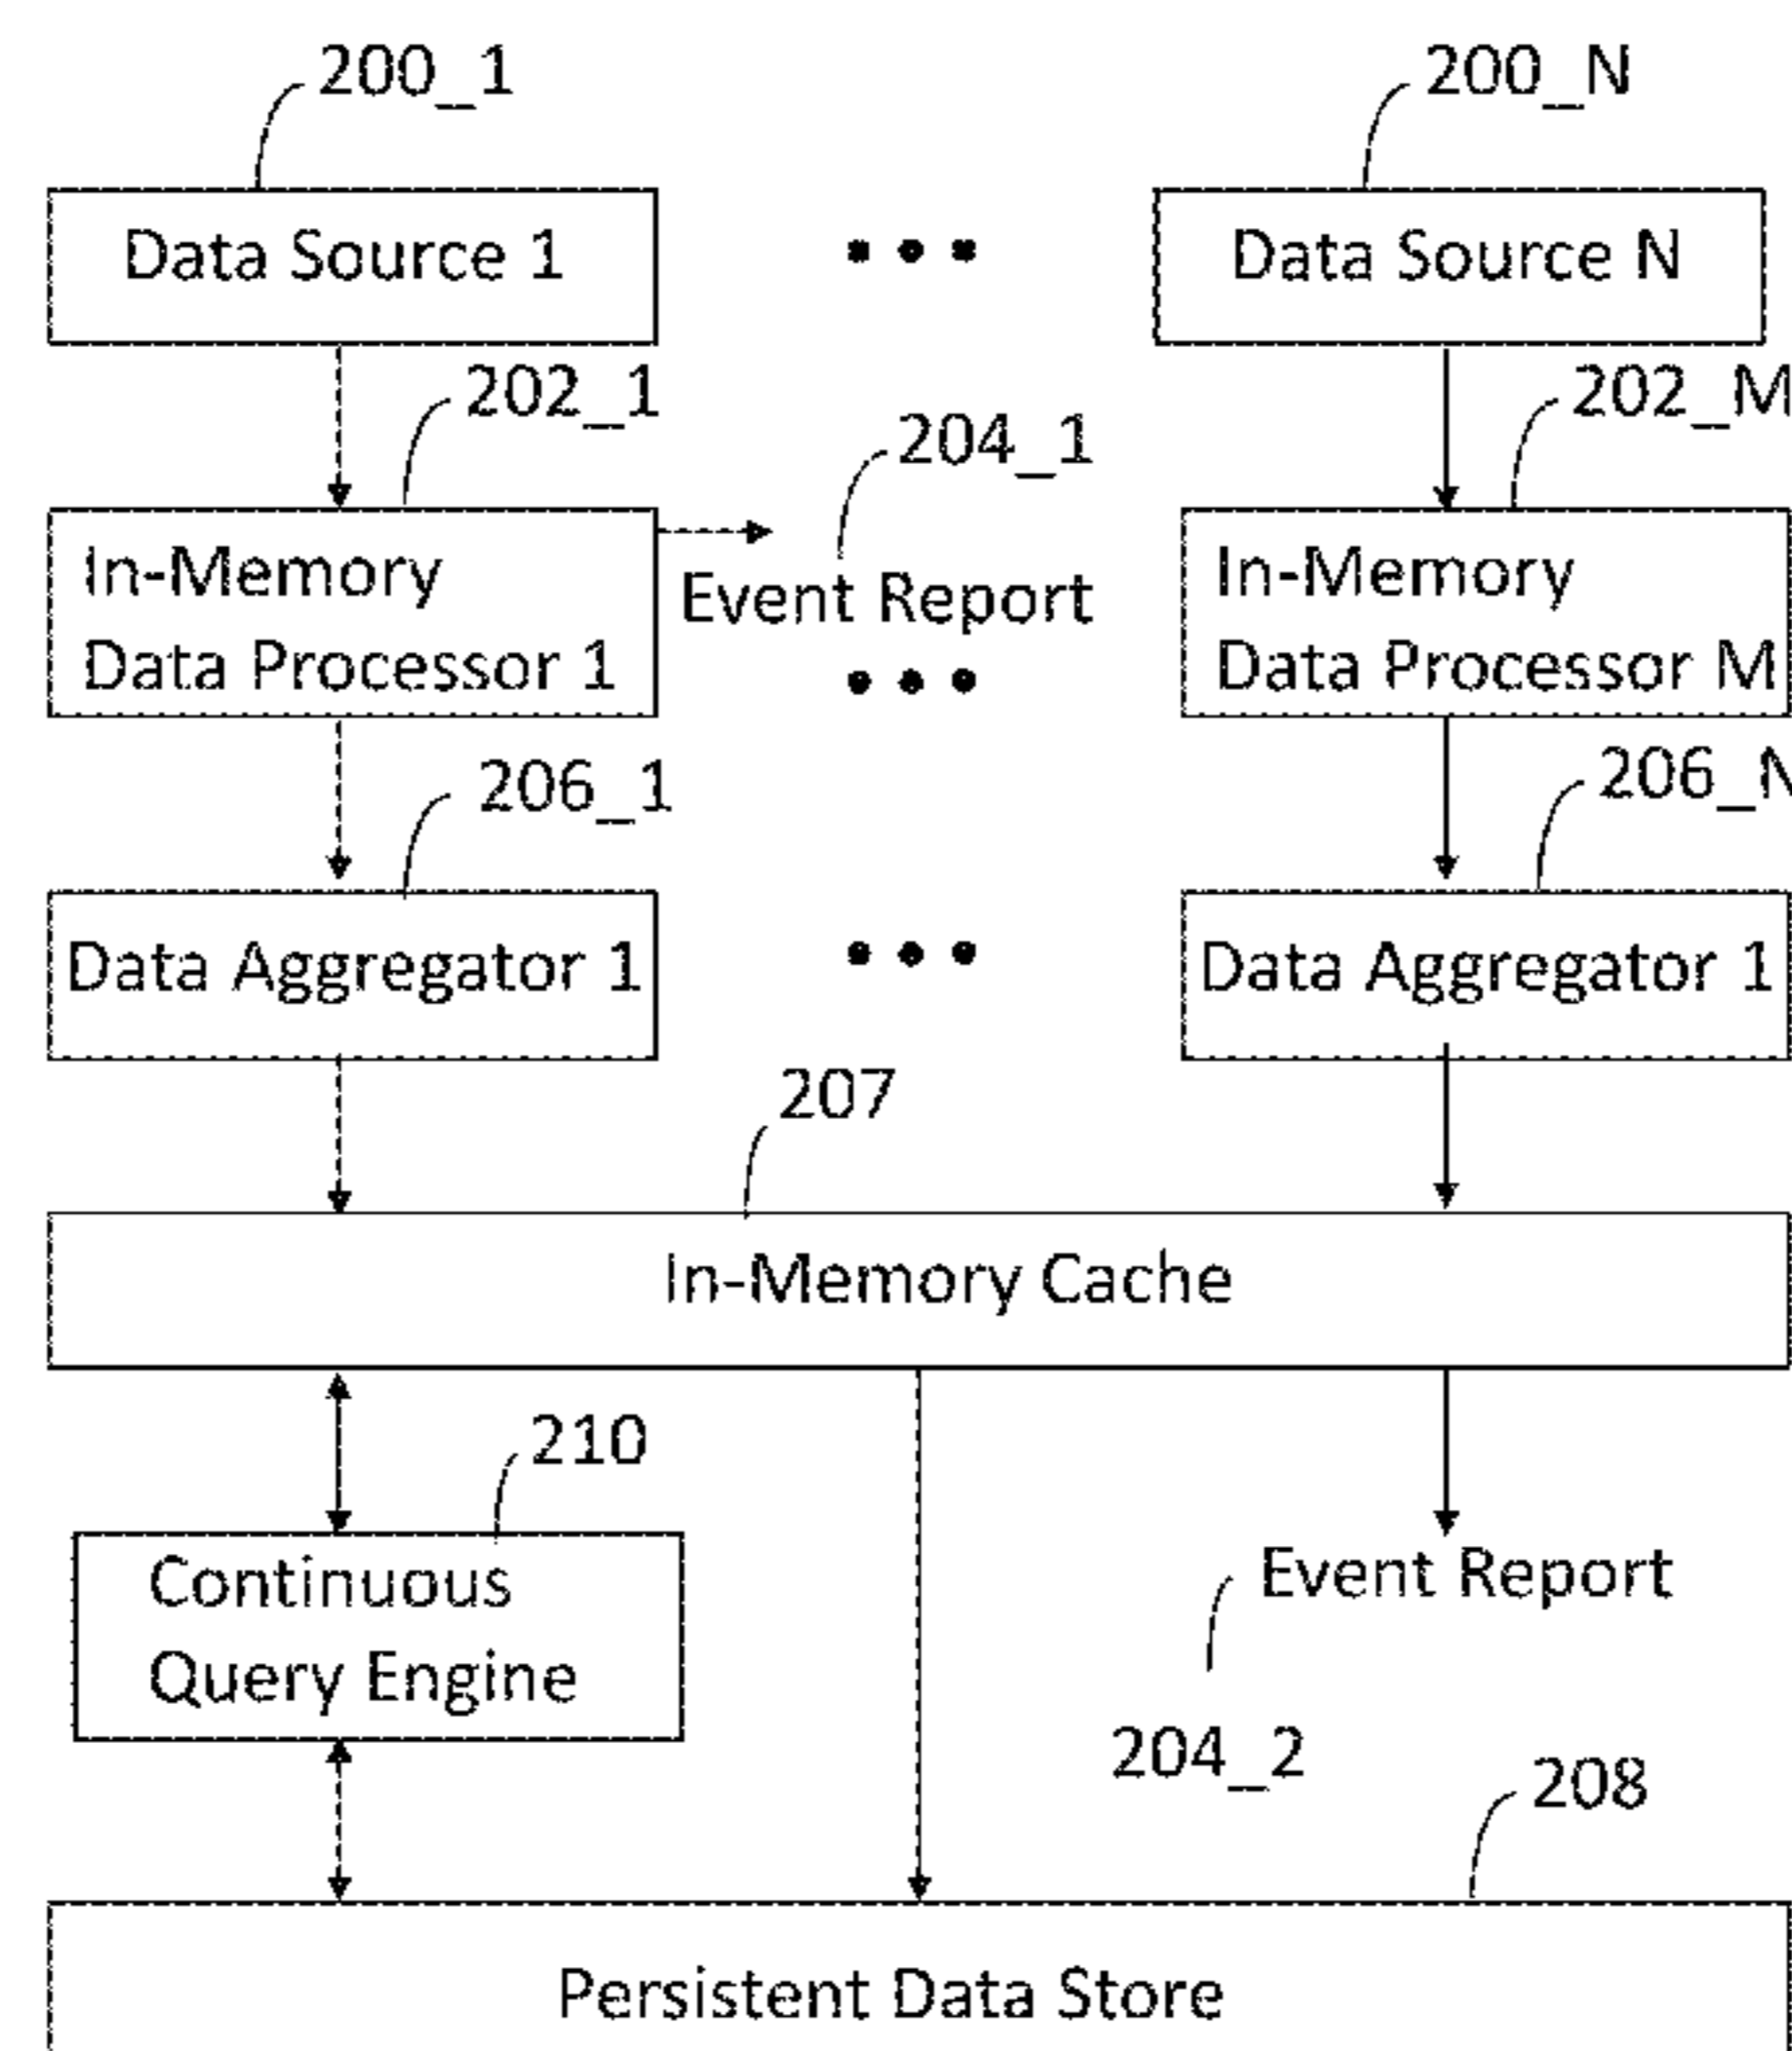 200_1
200_N
Data Source 1
Data Source N
202_1
202_M
204_1
In-Memory
Data Processor 1
Event Report
In-Memory
Data Processor M
206_1
206_N
Data Aggregator 1
Data Aggregator 1
207
In-Memory Cache
210
Continuous
Query Engine
Event Report
204_2
208
Persistent Data Store